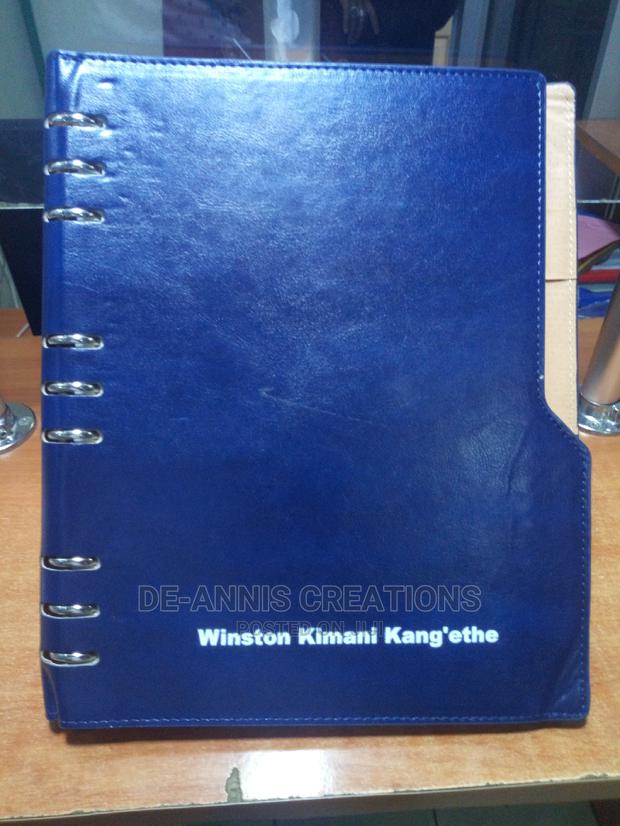 DE-ANNIS CREATIONS
POSTED ON JIJI
Winston Kimani Kang'ethe